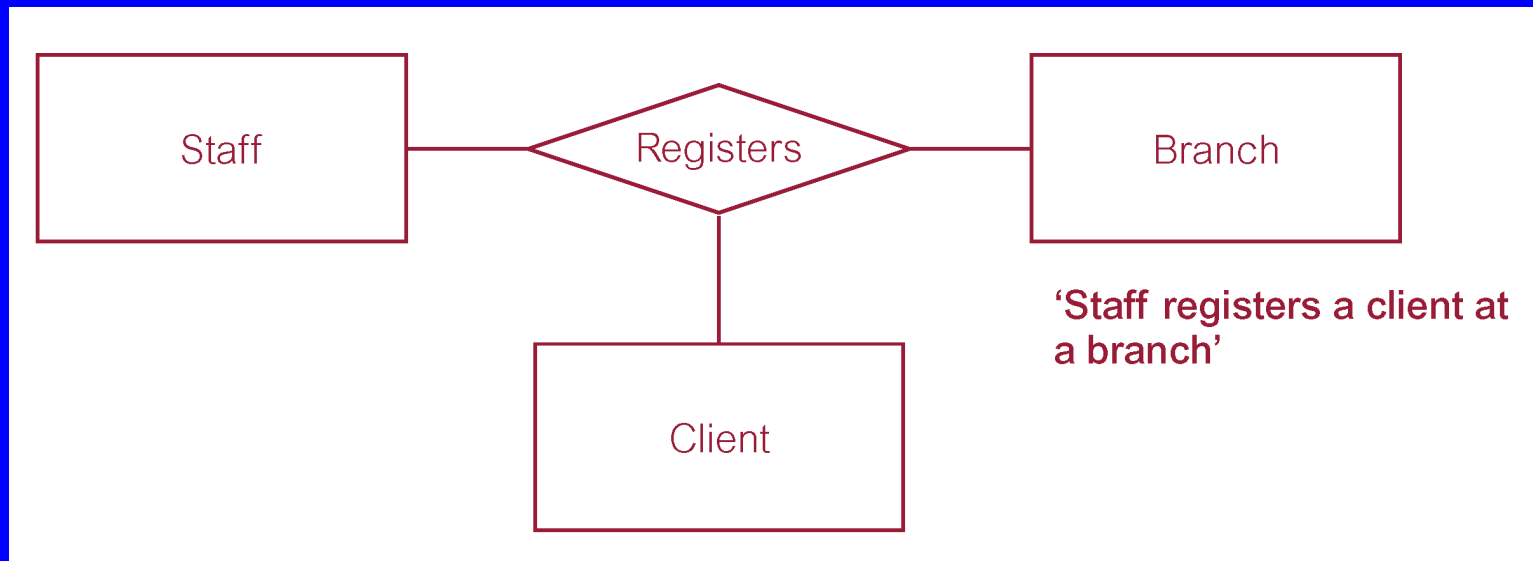 Staff
Registers
Branch
‘Staff registers a client at
a branch’
Client